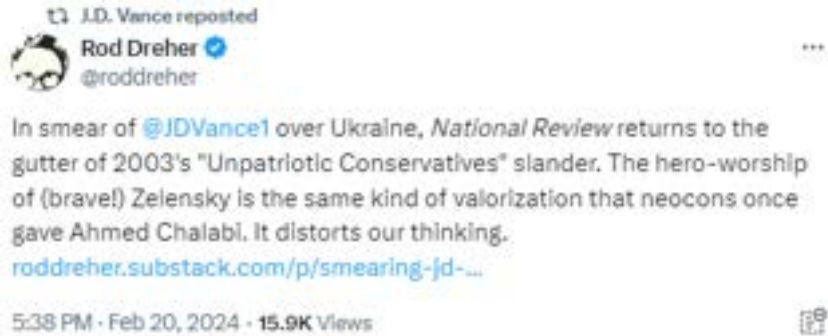 J.D. Vance reposted
Rod Dreher
@roddreher
In smear of @JDVance1 over Ukraine, National Review returns to the
gutter of 2003's "Unpatriotic Conservatives" slander. The hero-worship
of (brave!) Zelensky is the same kind of valorization that neocons once
gave Ahmed Chalabi. It distorts our thinking.
roddreher.substack.com/p/smearing-jd-...
5:38 PM · Feb 20, 2024 · 15.9K Views